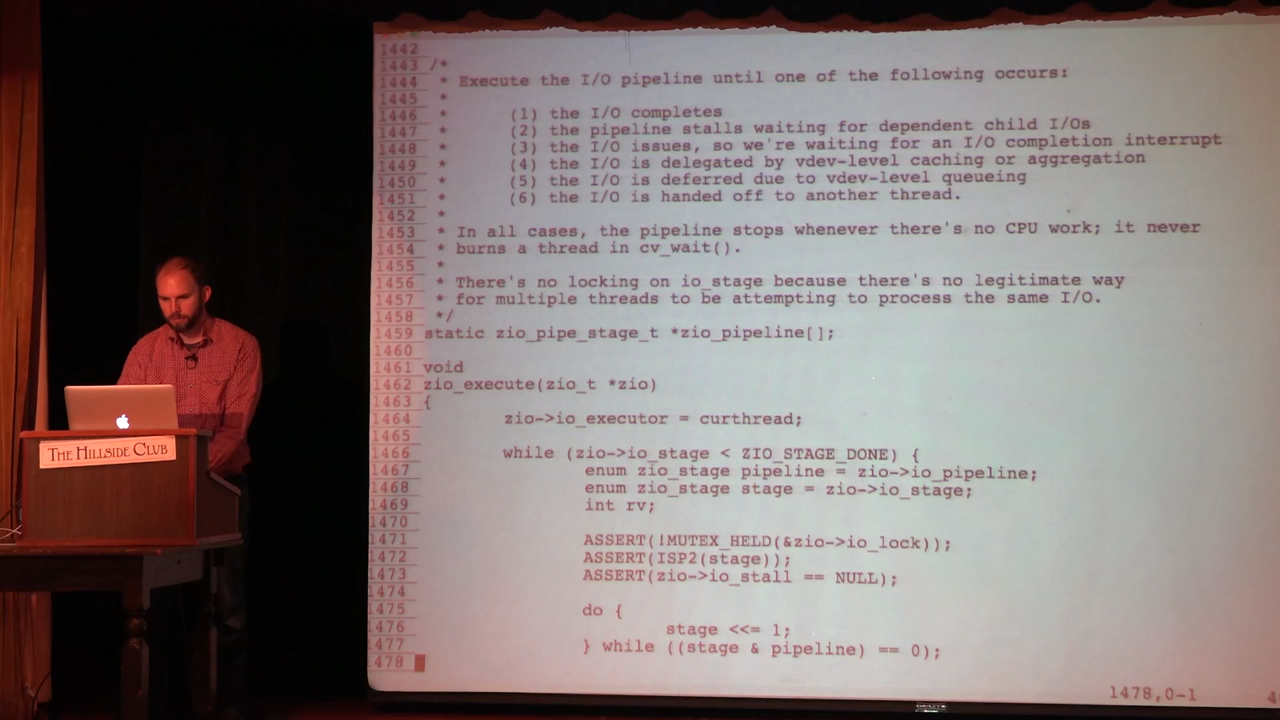 1442
1443 /*
1444  * Execute the I/O pipeline until one of the following occurs:
1445  *
1446  *      (1) the I/O completes
1447  *      (2) the pipeline stalls waiting for dependent child I/Os
1448  *      (3) the I/O issues, so we're waiting for an I/O completion interrupt
1449  *      (4) the I/O is delegated by vdev-level caching or aggregation
1450  *      (5) the I/O is deferred due to vdev-level queueing
1451  *      (6) the I/O is handed off to another thread.
1452  *
1453  * In all cases, the pipeline stops whenever there's no CPU work; it never
1454  * burns a thread in cv_wait().
1455  *
1456  * There's no locking on io_stage because there's no legitimate way
1457  * for multiple threads to be attempting to process the same I/O.
1458  */
1459 static zio_pipe_stage_t *zio_pipeline[];
1460
1461 void
1462 zio_execute(zio_t *zio)
1463 {
1464         zio->io_executor = curthread;
1465
1466         while (zio->io_stage < ZIO_STAGE_DONE) {
1467                 enum zio_stage pipeline = zio->io_pipeline;
1468                 enum zio_stage stage = zio->io_stage;
1469                 int rv;
1470
1471                 ASSERT(!MUTEX_HELD(&zio->io_lock));
1472                 ASSERT(ISP2(stage));
1473                 ASSERT(zio->io_stall == NULL);
1474
1475                 do {
1476                         stage <<= 1;
1477                 } while ((stage & pipeline) == 0);
1478
1478,0-1
THE HILLSIDE CLUB